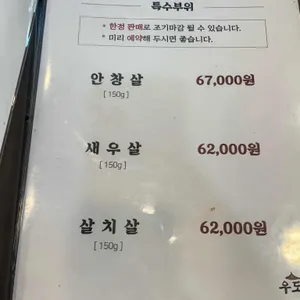 특수부위
* 한정 판매로 조기마감 될 수 있습니다.
* 미리 예약해 두시면 좋습니다.
안창살 67,000원
[150g]
새우살 62,000원
[150g]
살치살 62,000원
[150g]
우도